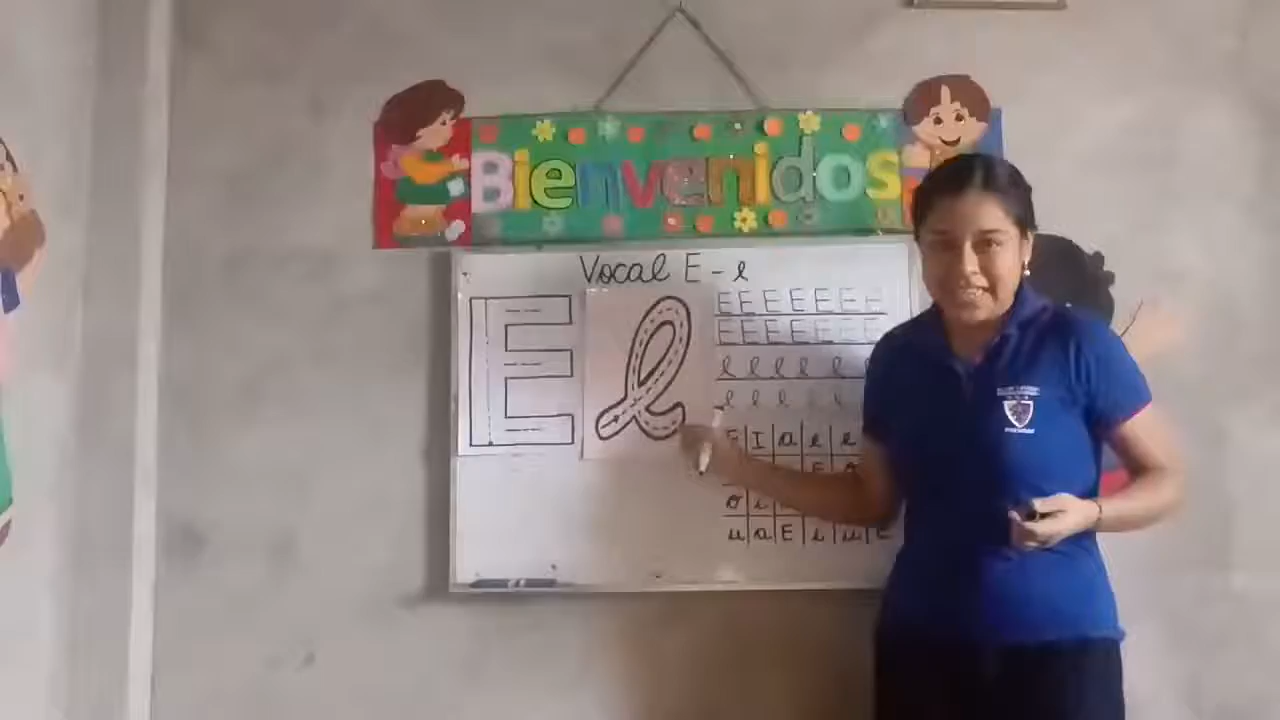 Bienvenidos
Vocal E - e
E e
E E E E E E E
E E E E E E E
e e e e e e e
e e e e e e
E I a e e
E o
o i
u a E i u E